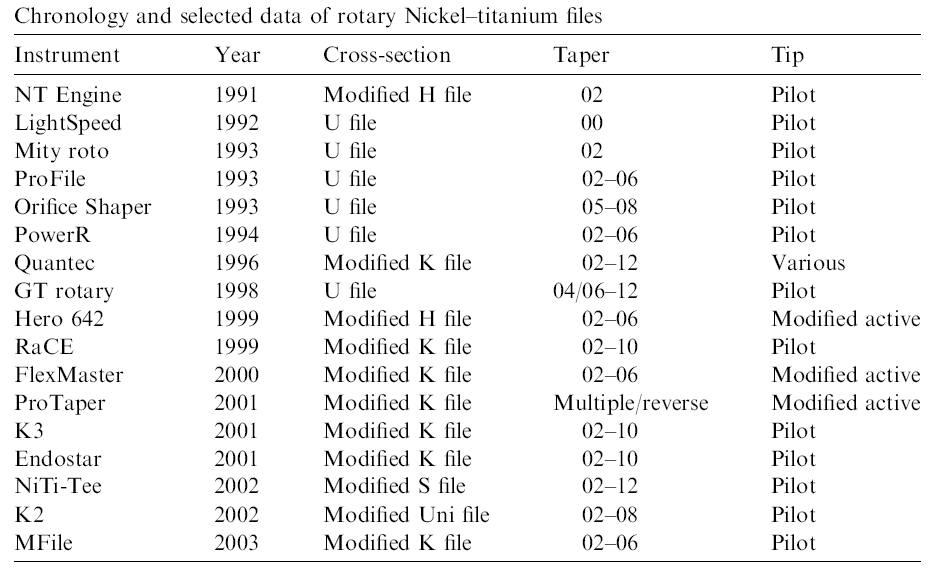 Chronology and selected data of rotary Nickel–titanium files
Instrument Year Cross-section Taper Tip
NT Engine 1991 Modified H file 02 Pilot
LightSpeed 1992 U file 00 Pilot
Mity roto 1993 U file 02 Pilot
ProFile 1993 U file 02–06 Pilot
Orifice Shaper 1993 U file 05–08 Pilot
PowerR 1994 U file 02–06 Pilot
Quantec 1996 Modified K file 02–12 Various
GT rotary 1998 U file 04/06–12 Pilot
Hero 642 1999 Modified H file 02–06 Modified active
RaCE 1999 Modified K file 02–10 Pilot
FlexMaster 2000 Modified K file 02–06 Modified active
ProTaper 2001 Modified K file Multiple/reverse Modified active
K3 2001 Modified K file 02–10 Pilot
Endostar 2001 Modified K file 02–10 Pilot
NiTi-Tee 2002 Modified S file 02–12 Pilot
K2 2002 Modified Uni file 02–08 Pilot
MFile 2003 Modified K file 02–06 Pilot